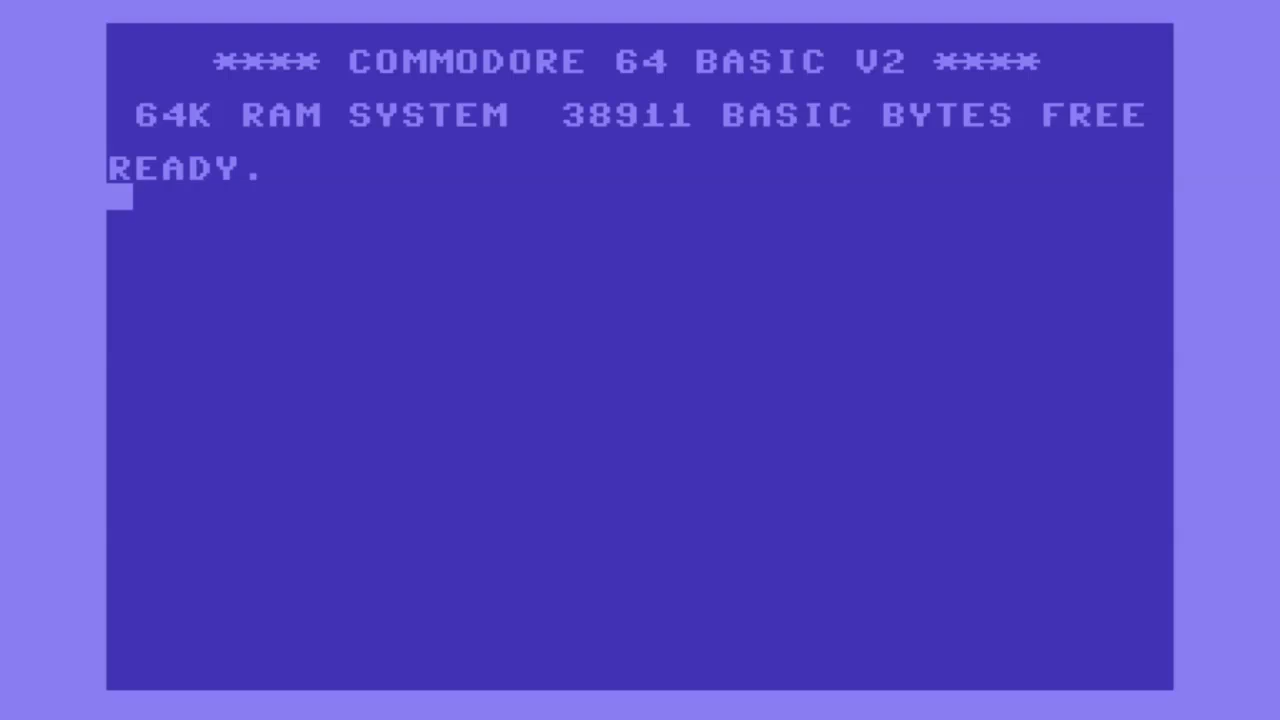 **** COMMODORE 64 BASIC V2 ****
64K RAM SYSTEM  38911 BASIC BYTES FREE
READY.